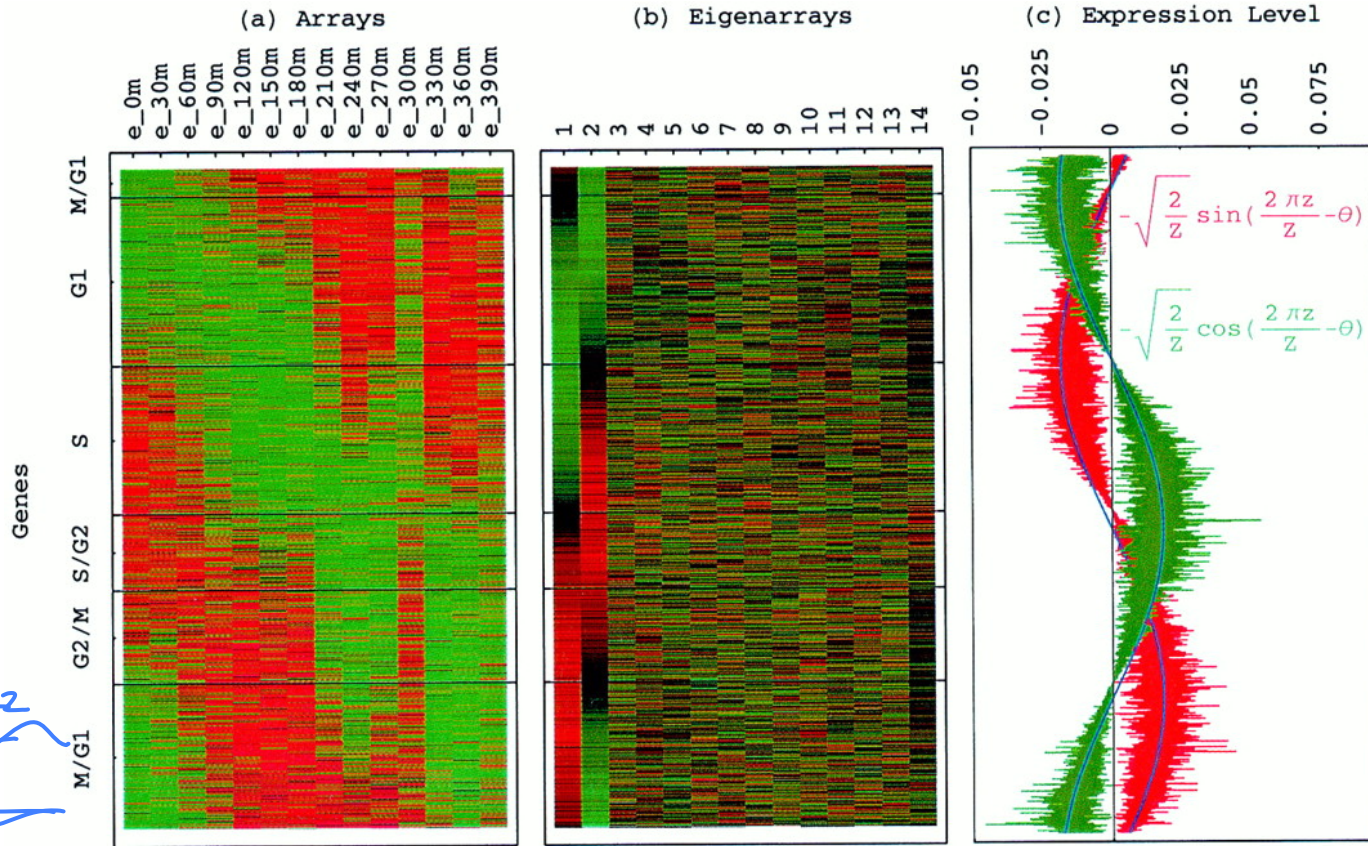 (a) Arrays
(b) Eigenarrays
(c) Expression Level
e_0m
e_30m
e_60m
e_90m
e_120m
e_150m
e_180m
e_210m
e_240m
e_270m
e_300m
e_330m
e_360m
e_390m
1
2
3
4
5
6
7
8
9
10
11
12
13
14
-0.05
-0.025
0
0.025
0.05
0.075
Genes
M/G1
G1
S
S/G2
G2/M
M/G1
-√(2/Z) sin(2πz/Z-θ)
-√(2/Z) cos(2πz/Z-θ)
2